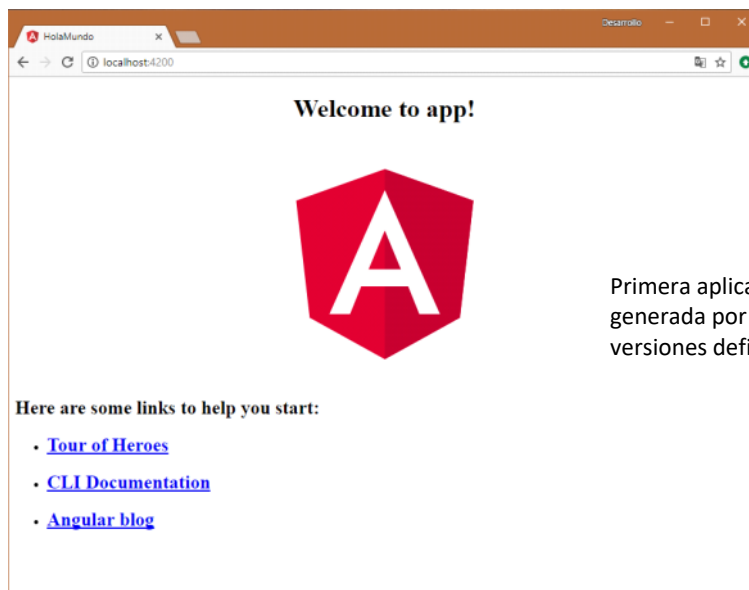 Desarrollo
HolaMundo
localhost:4200
Welcome to app!
A
Primera aplica
generada por
versiones defi
Here are some links to help you start:
Tour of Heroes
CLI Documentation
Angular blog